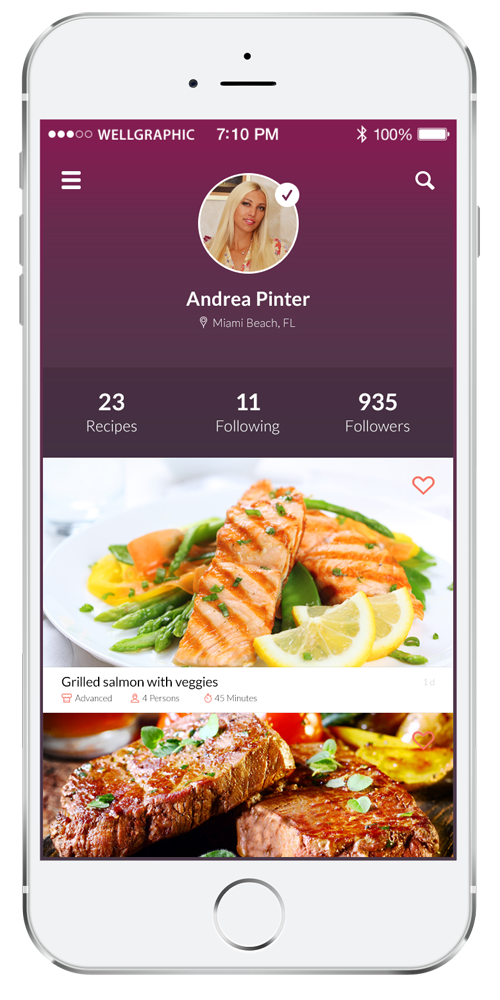 WELLGRAPHIC 7:10 PM 100%
Andrea Pinter
Miami Beach, FL
23 11 935
Recipes Following Followers
Grilled salmon with veggies 1 d
Advanced 4 Persons 45 Minutes